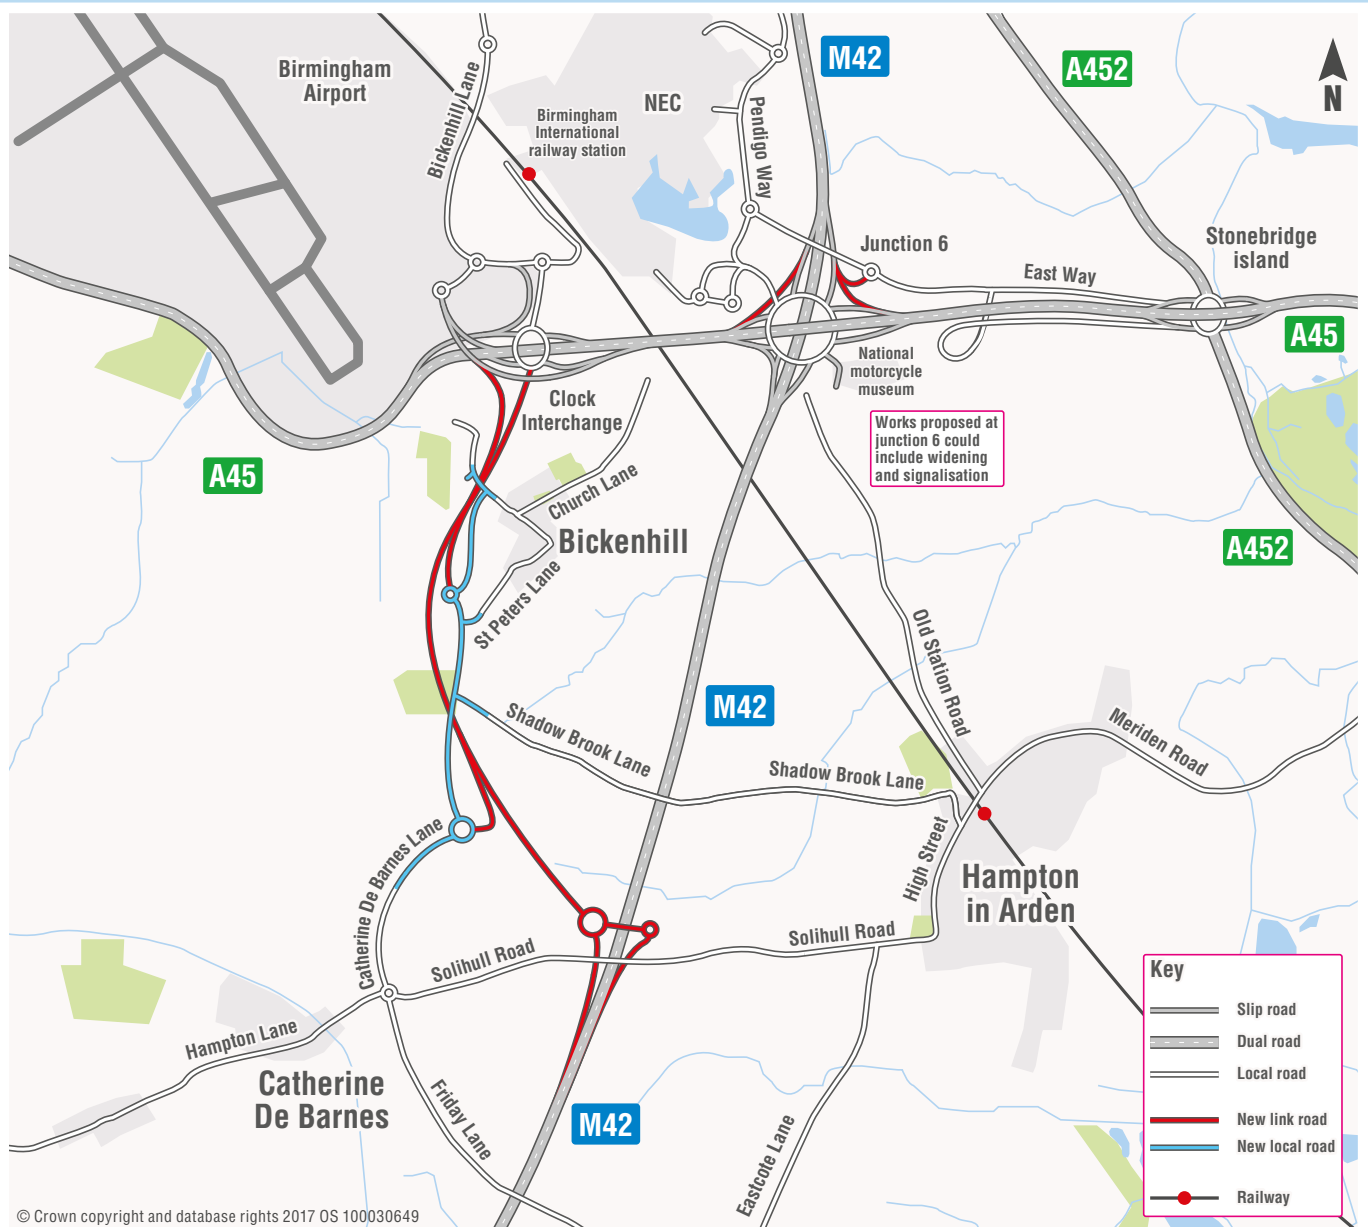 Birmingham
Airport
Bickenhill Lane
Birmingham
International
railway station
NEC
Pendigo Way
M42
A452
N
Junction 6
East Way
Stonebridge
island
A45
National
motorcycle
museum
Clock
Interchange
Works proposed at
junction 6 could
include widening
and signalisation
A45
Church Lane
Bickenhill
St Peters Lane
A452
Old Station Road
M42
Shadow Brook Lane
Shadow Brook Lane
Meriden Road
Catherine De Barnes Lane
High Street
Hampton
in Arden
Solihull Road
Solihull Road
Hampton Lane
Catherine
De Barnes
Friday Lane
M42
Eastcote Lane
Key
Slip road
Dual road
Local road
New link road
New local road
Railway
© Crown copyright and database rights 2017 OS 100030649